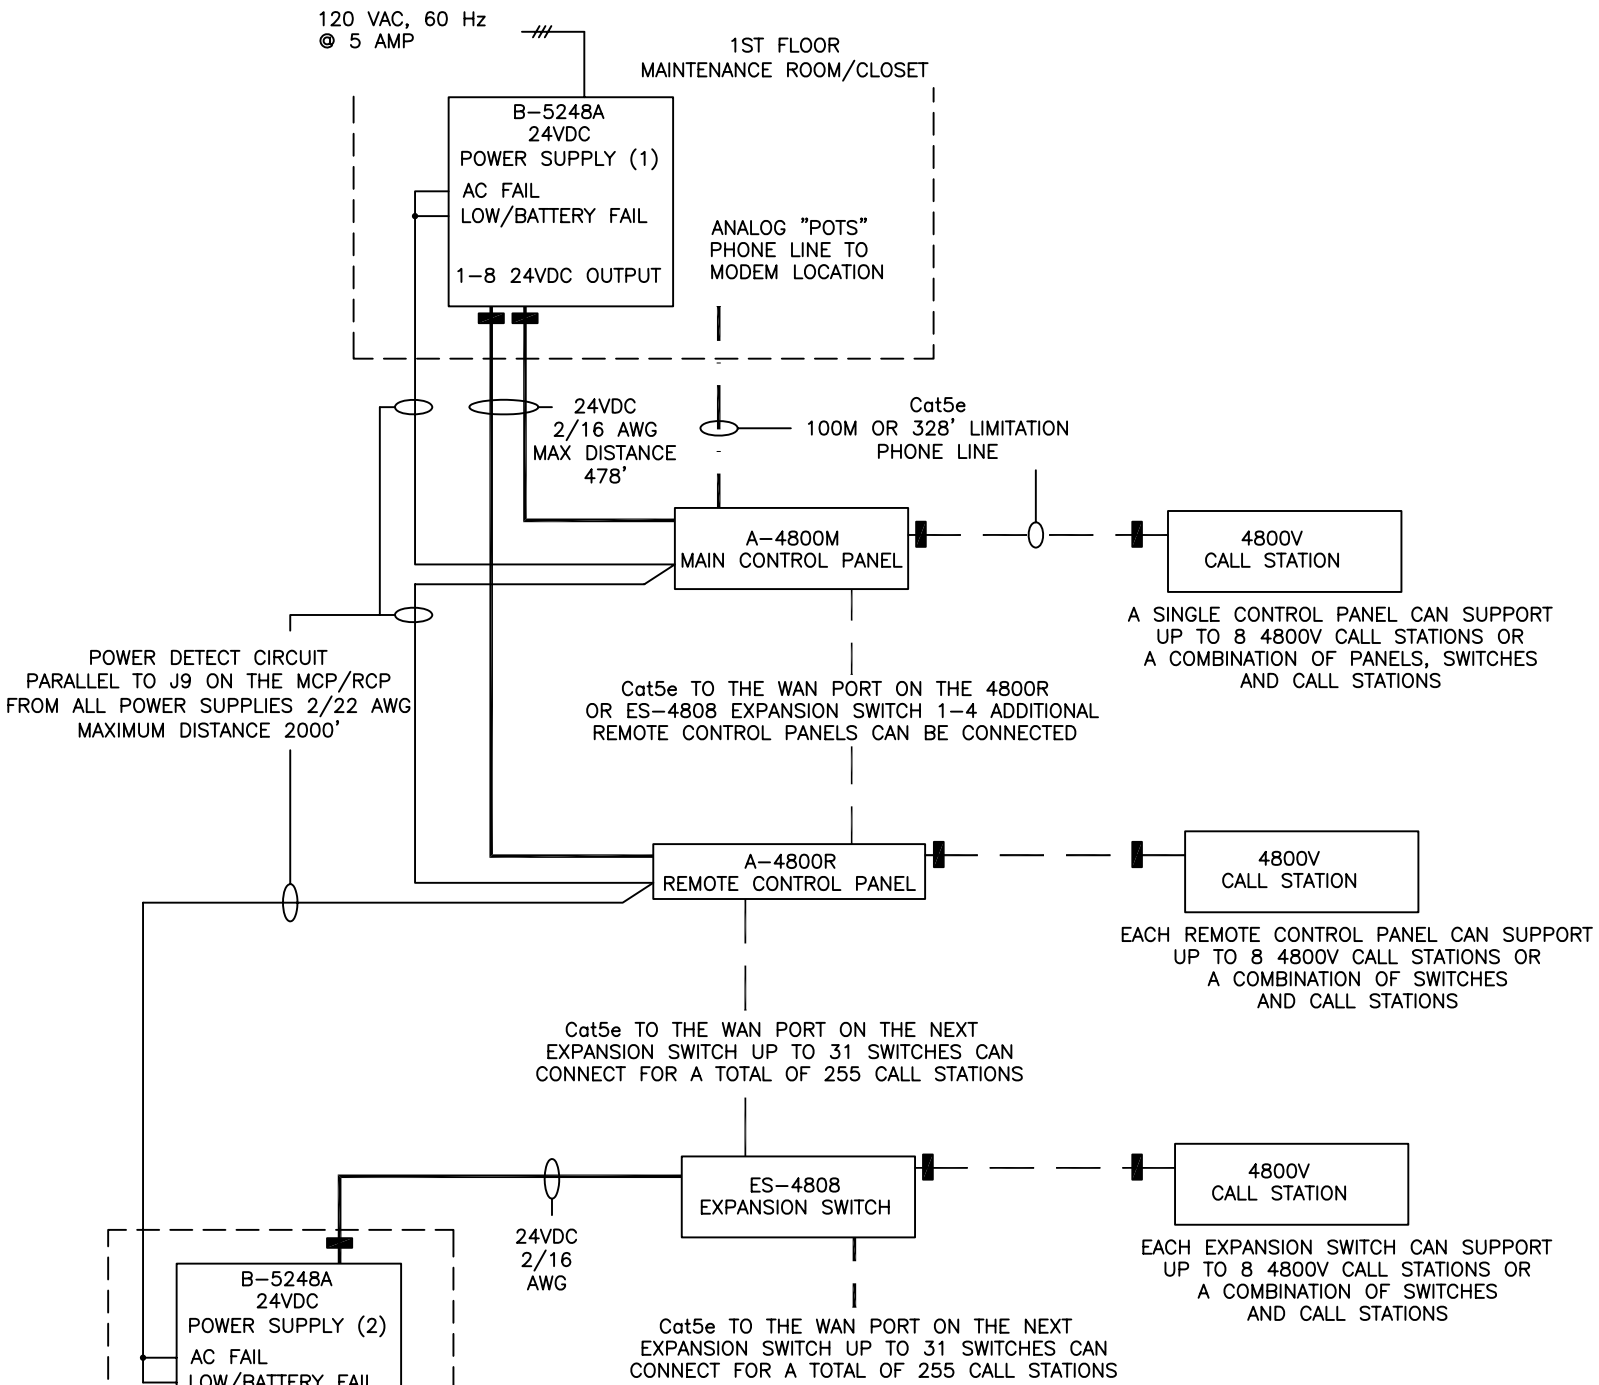 120 VAC, 60 Hz
@ 5 AMP
1ST FLOOR
MAINTENANCE ROOM/CLOSET
B-5248A
24VDC
POWER SUPPLY (1)
AC FAIL
LOW/BATTERY FAIL
1-8 24VDC OUTPUT
ANALOG "POTS"
PHONE LINE TO
MODEM LOCATION
24VDC
2/16 AWG
MAX DISTANCE
478'
Cat5e
100M OR 328' LIMITATION
PHONE LINE
A-4800M
MAIN CONTROL PANEL
4800V
CALL STATION
A SINGLE CONTROL PANEL CAN SUPPORT
UP TO 8 4800V CALL STATIONS OR
A COMBINATION OF PANELS, SWITCHES
AND CALL STATIONS
POWER DETECT CIRCUIT
PARALLEL TO J9 ON THE MCP/RCP
FROM ALL POWER SUPPLIES 2/22 AWG
MAXIMUM DISTANCE 2000'
Cat5e TO THE WAN PORT ON THE 4800R
OR ES-4808 EXPANSION SWITCH 1-4 ADDITIONAL
REMOTE CONTROL PANELS CAN BE CONNECTED
A-4800R
REMOTE CONTROL PANEL
4800V
CALL STATION
EACH REMOTE CONTROL PANEL CAN SUPPORT
UP TO 8 4800V CALL STATIONS OR
A COMBINATION OF SWITCHES
AND CALL STATIONS
Cat5e TO THE WAN PORT ON THE NEXT
EXPANSION SWITCH UP TO 31 SWITCHES CAN
CONNECT FOR A TOTAL OF 255 CALL STATIONS
ES-4808
EXPANSION SWITCH
4800V
CALL STATION
EACH EXPANSION SWITCH CAN SUPPORT
UP TO 8 4800V CALL STATIONS OR
A COMBINATION OF SWITCHES
AND CALL STATIONS
24VDC
2/16
AWG
B-5248A
24VDC
POWER SUPPLY (2)
AC FAIL
LOW/BATTERY FAIL
Cat5e TO THE WAN PORT ON THE NEXT
EXPANSION SWITCH UP TO 31 SWITCHES CAN
CONNECT FOR A TOTAL OF 255 CALL STATIONS